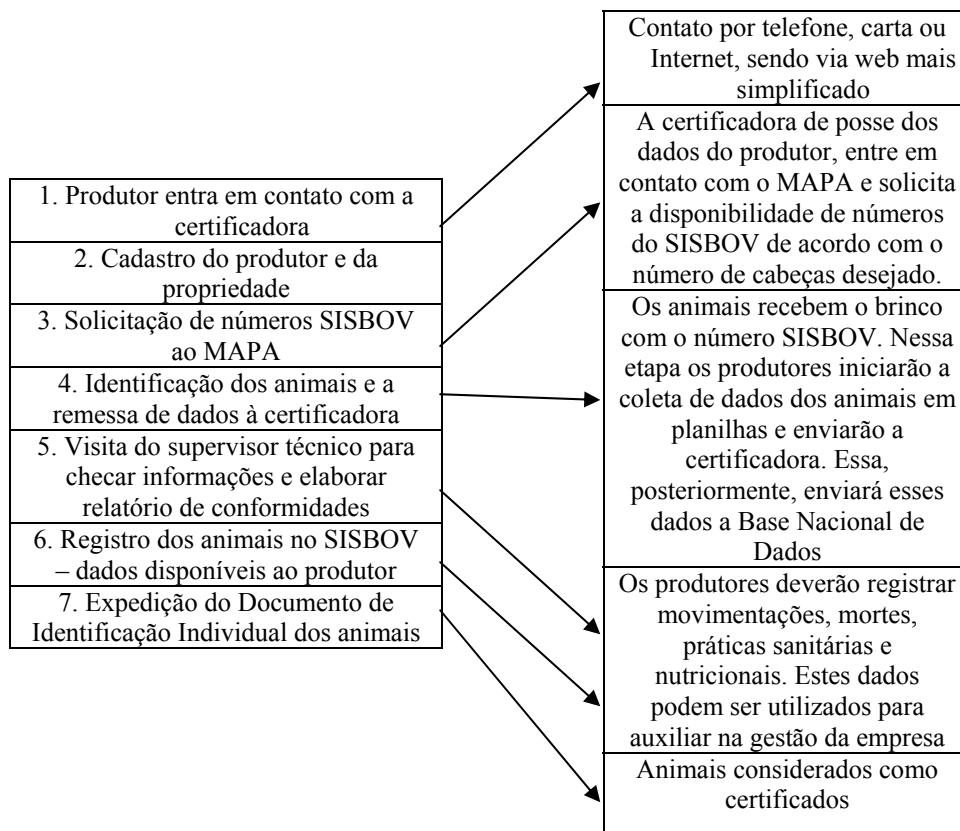 1. Produtor entra em contato com a
certificadora
2. Cadastro do produtor e da
propriedade
3. Solicitação de números SISBOV
ao MAPA
4. Identificação dos animais e a
remessa de dados à certificadora
5. Visita do supervisor técnico para
checar informações e elaborar
relatório de conformidades
6. Registro dos animais no SISBOV
– dados disponíveis ao produtor
7. Expedição do Documento de
Identificação Individual dos animais
Contato por telefone, carta ou
Internet, sendo via web mais
simplificado
A certificadora de posse dos
dados do produtor, entre em
contato com o MAPA e solicita
a disponibilidade de números
do SISBOV de acordo com o
número de cabeças desejado.
Os animais recebem o brinco
com o número SISBOV. Nessa
etapa os produtores iniciarão a
coleta de dados dos animais em
planilhas e enviarão a
certificadora. Essa,
posteriormente, enviará esses
dados a Base Nacional de
Dados
Os produtores deverão registrar
movimentações, mortes,
práticas sanitárias e
nutricionais. Estes dados
podem ser utilizados para
auxiliar na gestão da empresa
Animais considerados como
certificados